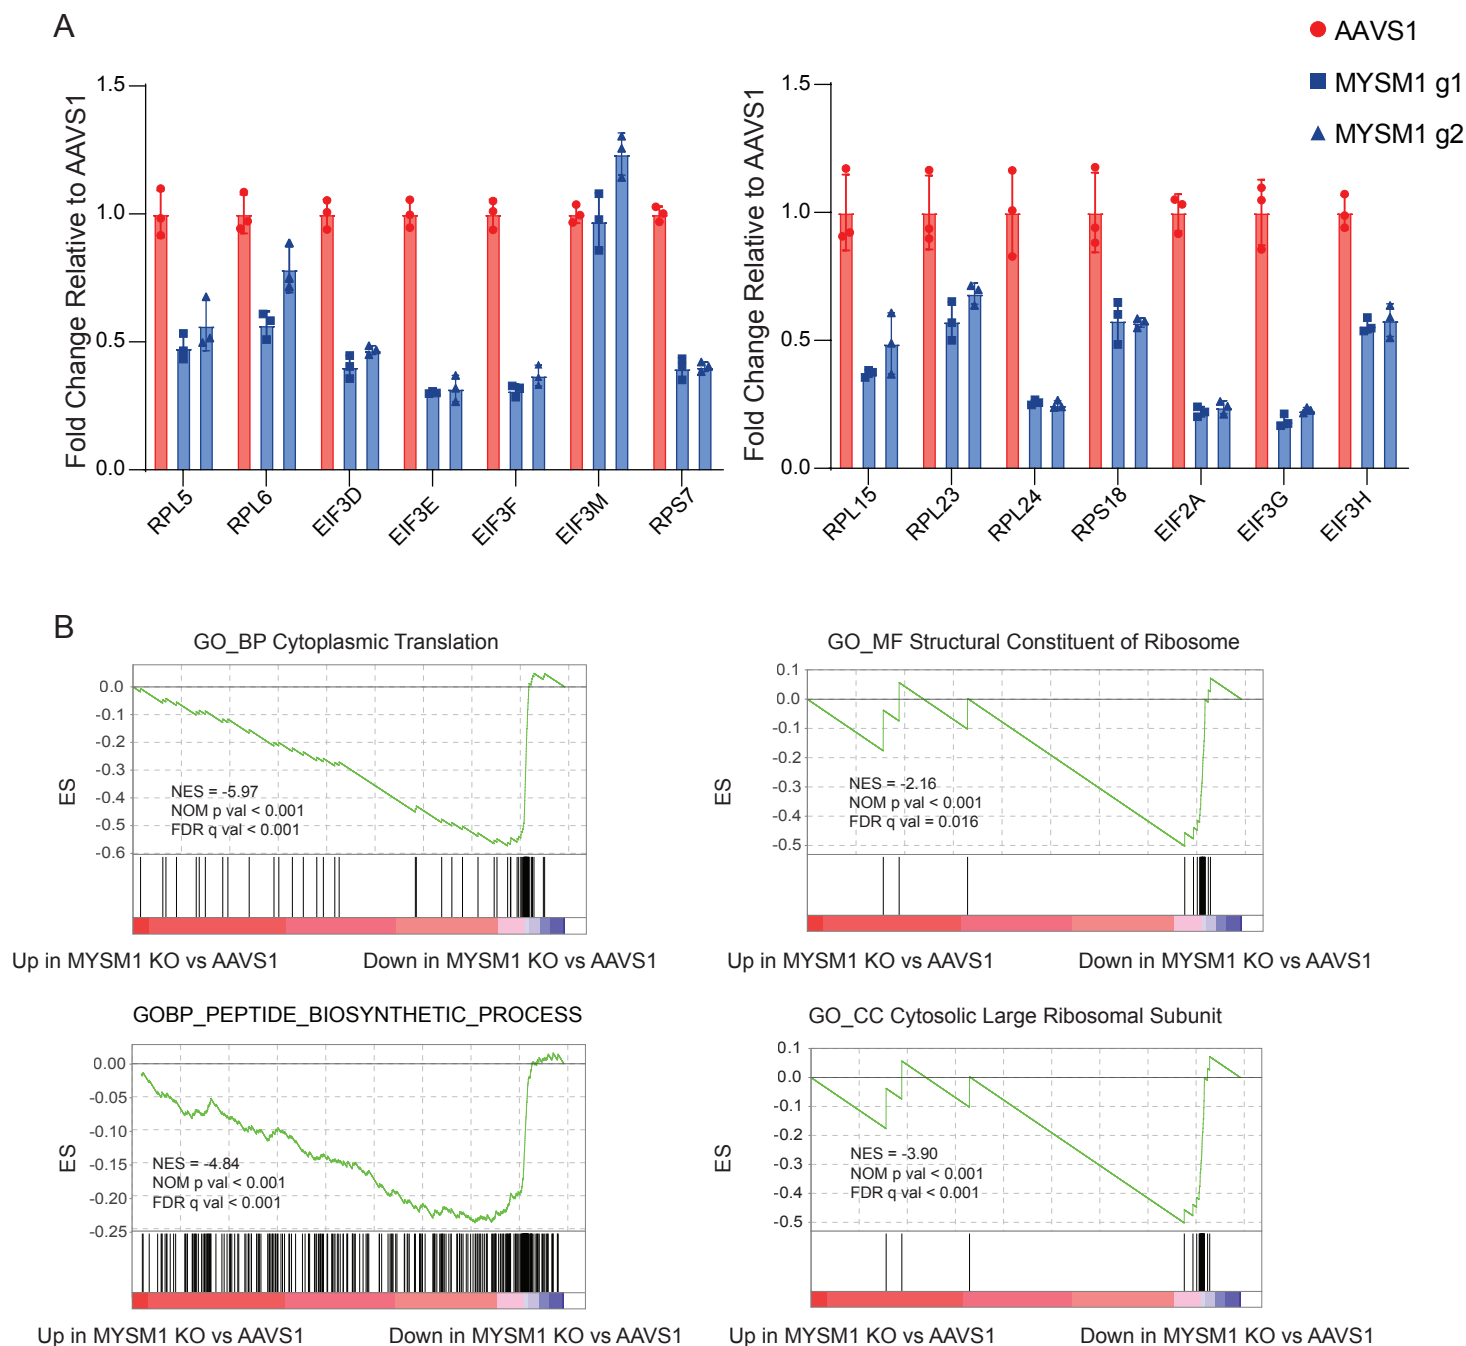 A
AAVS1
MYSM1 g1
MYSM1 g2
Fold Change Relative to AAVS1
1.5
1.0
0.5
0.0
RPL5
RPL6
EIF3D
EIF3E
EIF3F
EIF3M
RPS7
Fold Change Relative to AAVS1
1.5
1.0
0.5
0.0
RPL15
RPL23
RPL24
RPS18
EIF2A
EIF3G
EIF3H
B
GO_BP Cytoplasmic Translation
ES
0.0
-0.1
-0.2
-0.3
-0.4
-0.5
-0.6
NES = -5.97
NOM p val < 0.001
FDR q val < 0.001
Up in MYSM1 KO vs AAVS1
Down in MYSM1 KO vs AAVS1
GO_MF Structural Constituent of Ribosome
ES
0.1
0.0
-0.1
-0.2
-0.3
-0.4
-0.5
NES = -2.16
NOM p val < 0.001
FDR q val = 0.016
Up in MYSM1 KO vs AAVS1
Down in MYSM1 KO vs AAVS1
GOBP_PEPTIDE_BIOSYNTHETIC_PROCESS
ES
0.00
-0.05
-0.10
-0.15
-0.20
-0.25
NES = -4.84
NOM p val < 0.001
FDR q val < 0.001
Up in MYSM1 KO vs AAVS1
Down in MYSM1 KO vs AAVS1
GO_CC Cytosolic Large Ribosomal Subunit
ES
0.1
0.0
-0.1
-0.2
-0.3
-0.4
-0.5
NES = -3.90
NOM p val < 0.001
FDR q val < 0.001
Up in MYSM1 KO vs AAVS1
Down in MYSM1 KO vs AAVS1